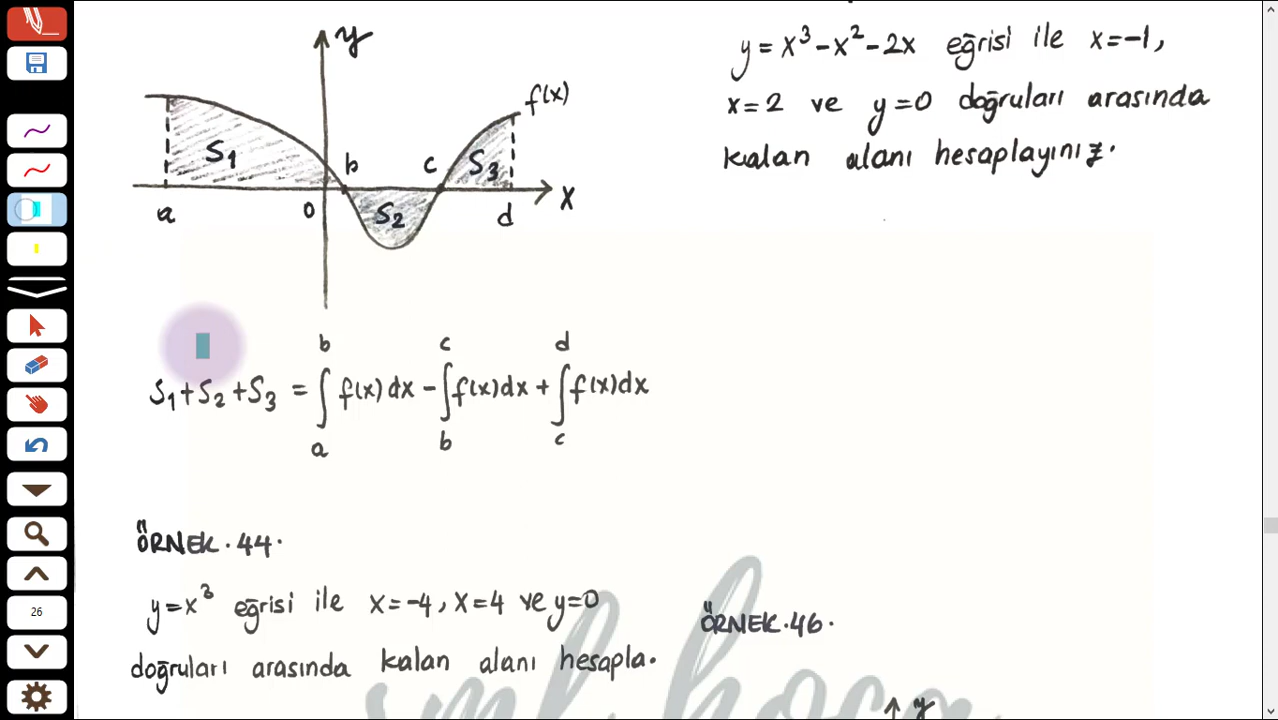 y
f(x)
S₁
b
c
S₃
a
0
S₂
d
x
S₁+S₂+S₃ = ∫ₐᵇ f(x)dx - ∫_b^c f(x)dx + ∫_c^d f(x)dx
ÖRNEK.44.
y=x³ eğrisi ile x=-4, x=4 ve y=0
doğruları arasında kalan alanı hesapla.
y=x³-x²-2x eğrisi ile x=-1,
x=2 ve y=0 doğruları arasında
kalan alanı hesaplayınız.
ÖRNEK.46.
y
26